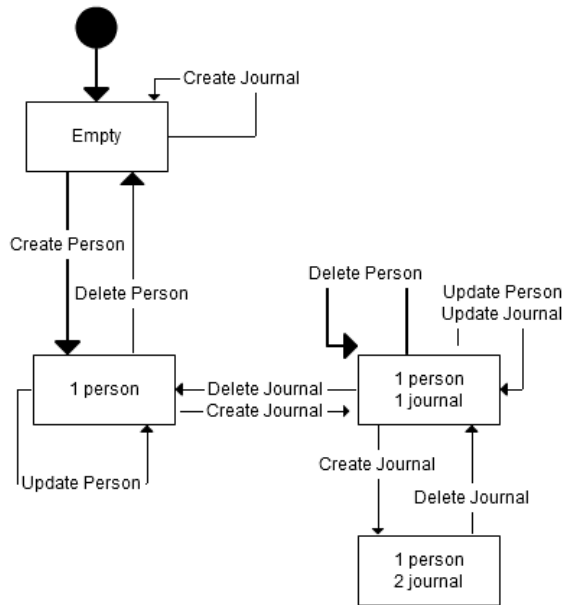 Create Journal
Empty
Create Person
Delete Person
Delete Person
Update Person
Update Journal
1 person
Delete Journal
Create Journal
1 person
1 journal
Update Person
Create Journal
Delete Journal
1 person
2 journal